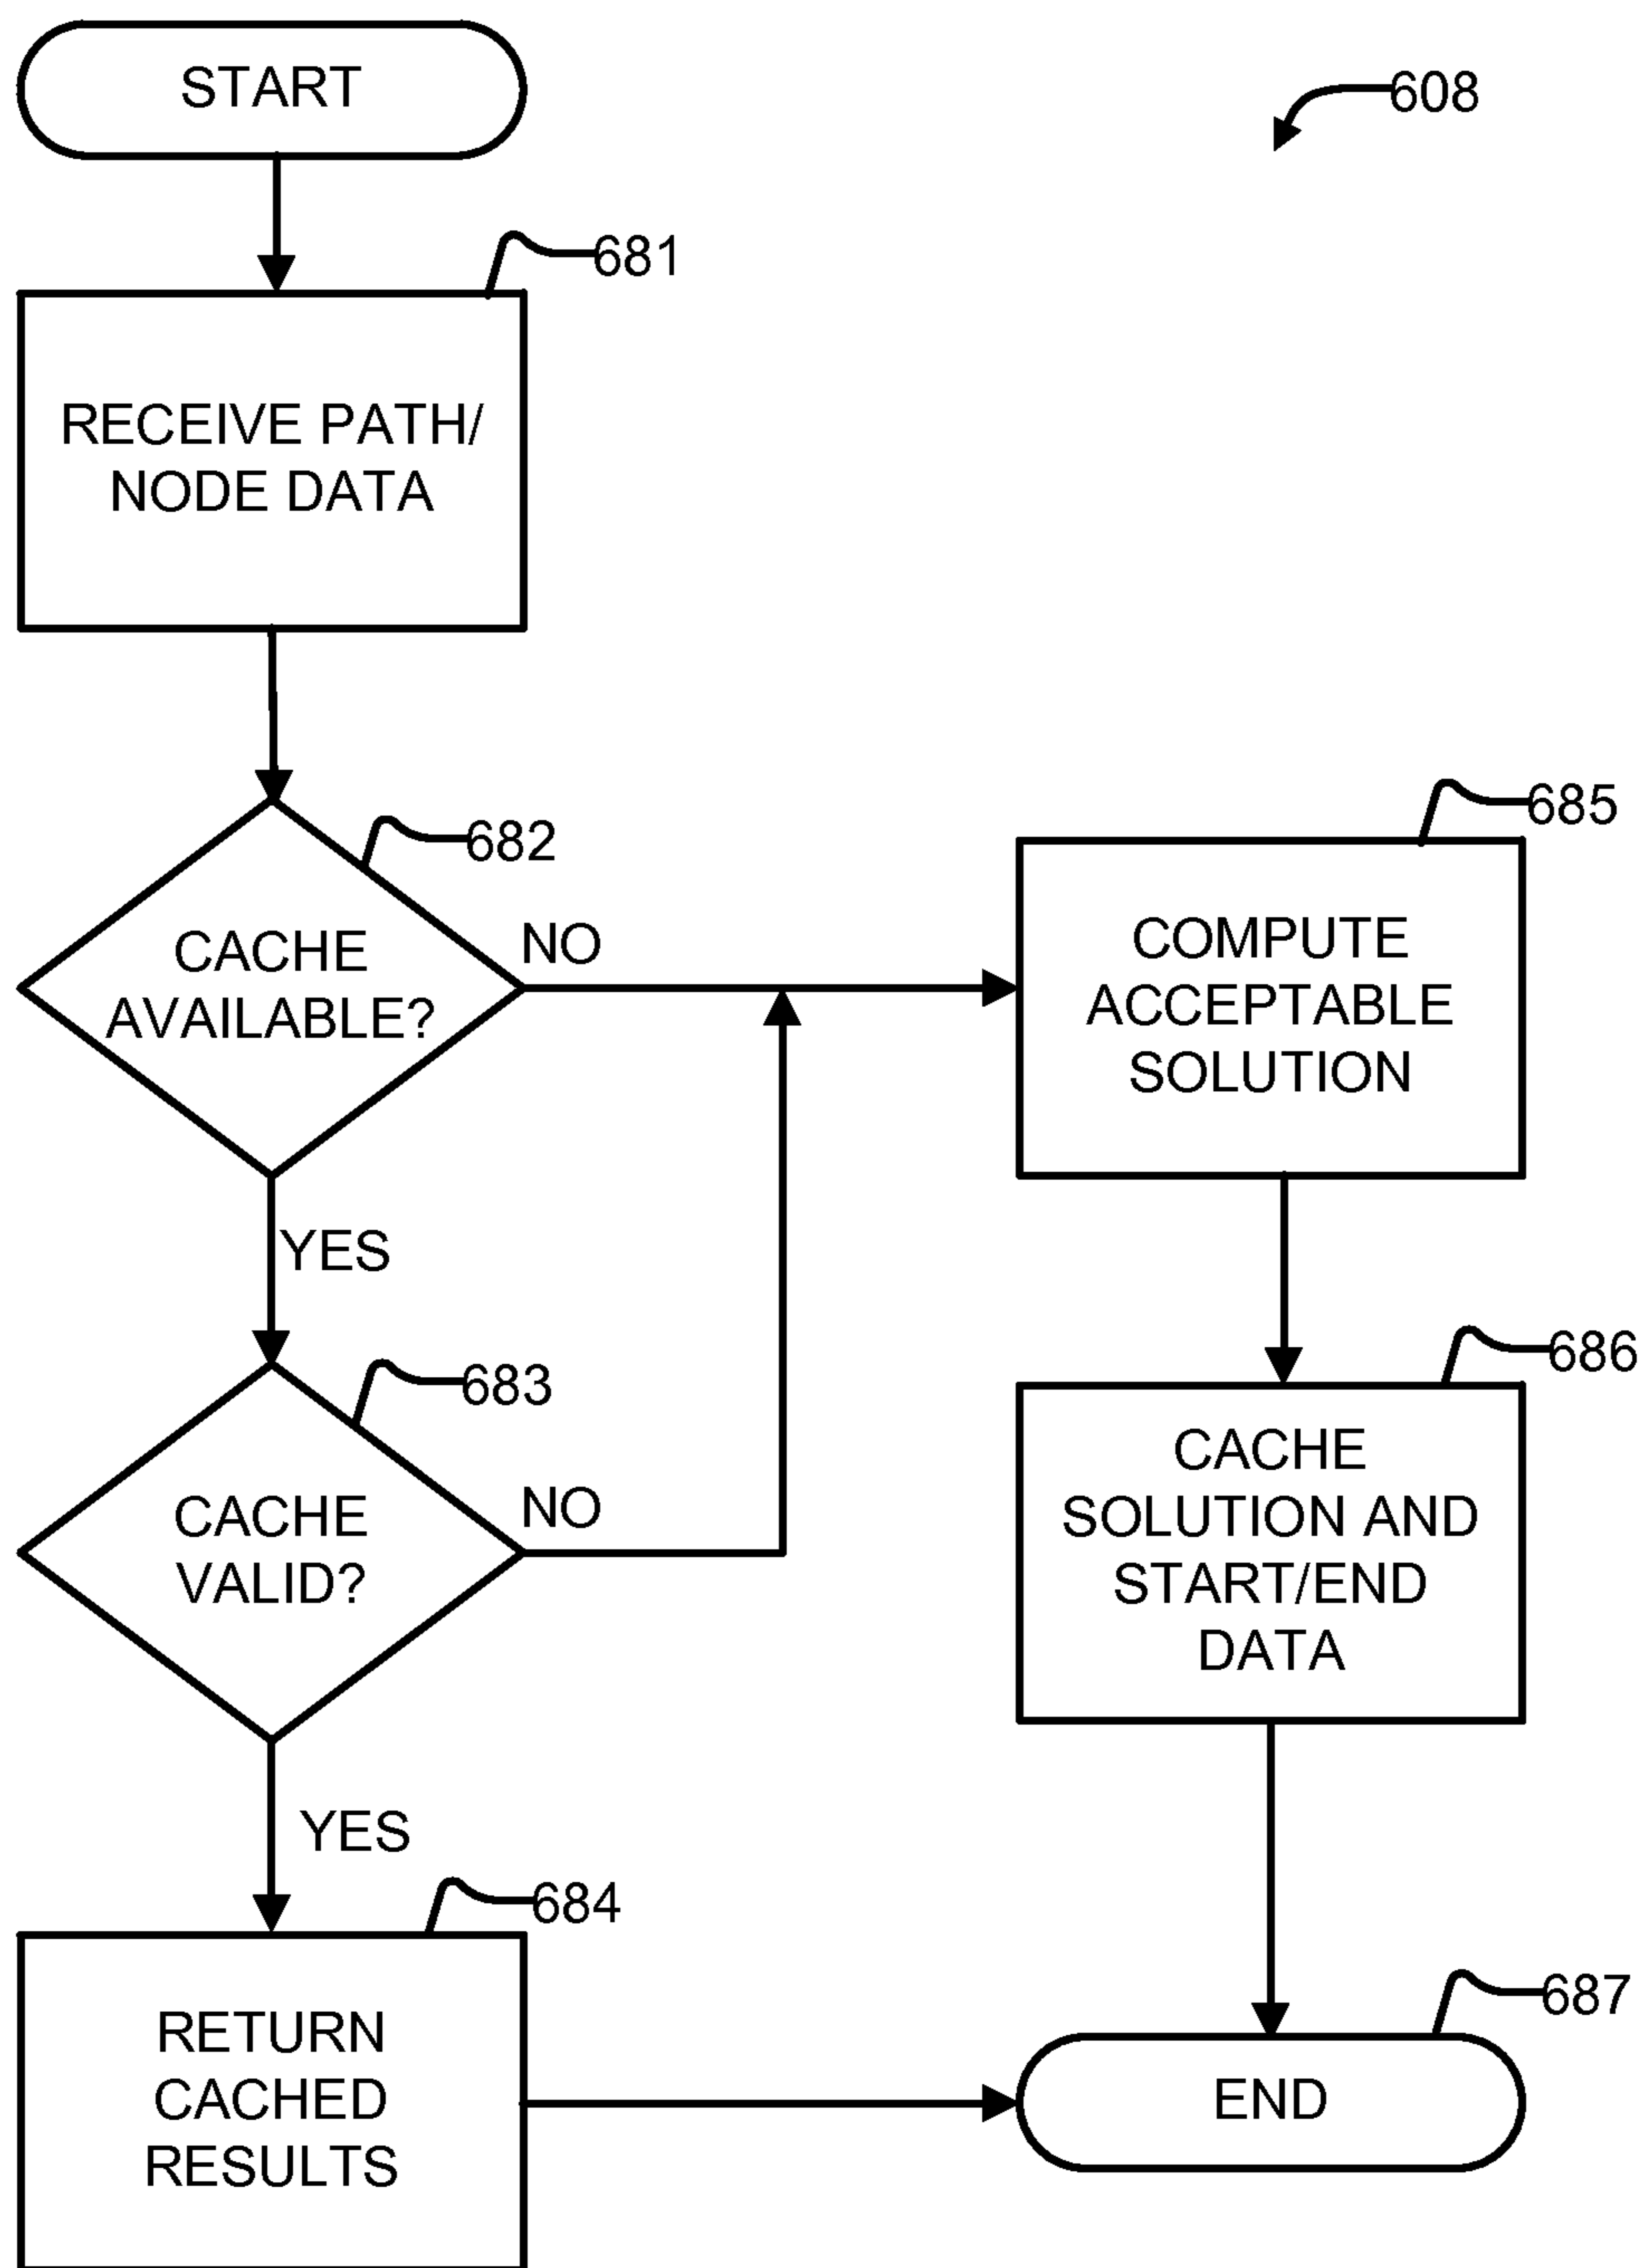 START
608
681
RECEIVE PATH/
NODE DATA
682
CACHE
AVAILABLE?
NO
685
COMPUTE
ACCEPTABLE
SOLUTION
YES
683
CACHE
VALID?
NO
686
CACHE
SOLUTION AND
START/END
DATA
YES
684
RETURN
CACHED
RESULTS
687
END